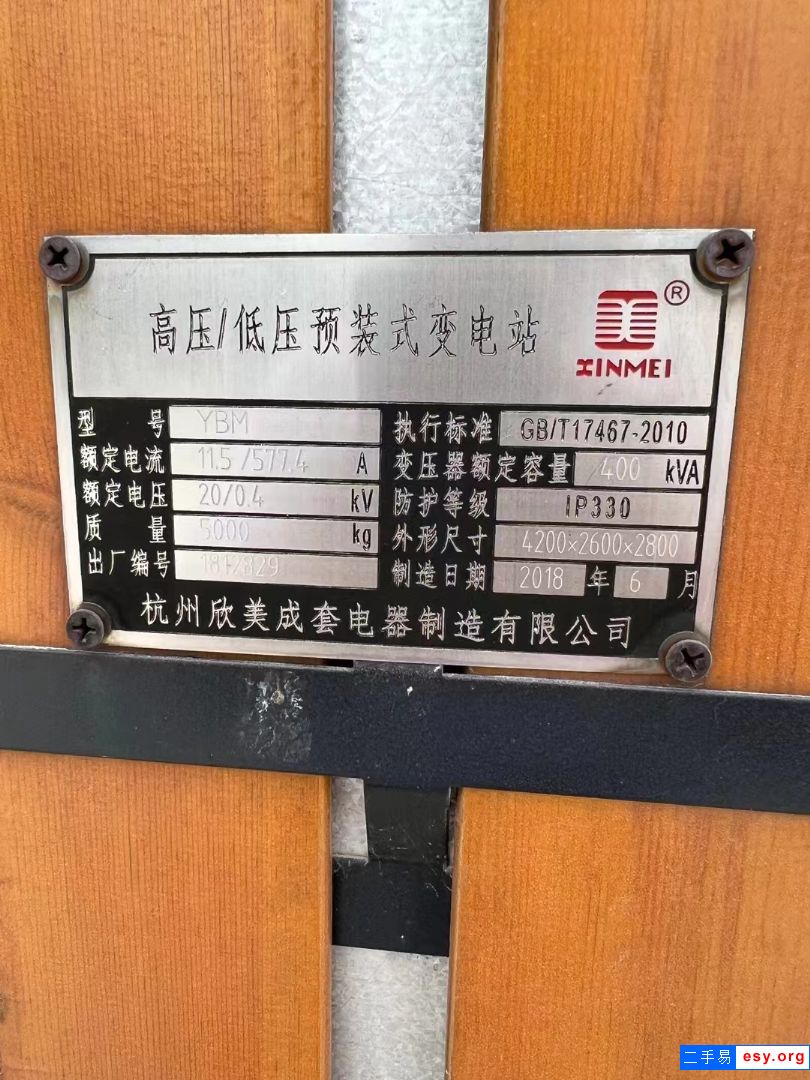 高压/低压预装式变电站
®
XINMEI
型号 YBM 执行标准 GB/T17467-2010
额定电流 11.5/577.4 A 变压器额定容量 400 kVA
额定电压 20/0.4 kV 防护等级 IP330
质量 5000 kg 外形尺寸 4200×2600×2800
出厂编号 1812829 制造日期 2018 年 6 月
杭州欣美成套电器制造有限公司
二手易 esy.org